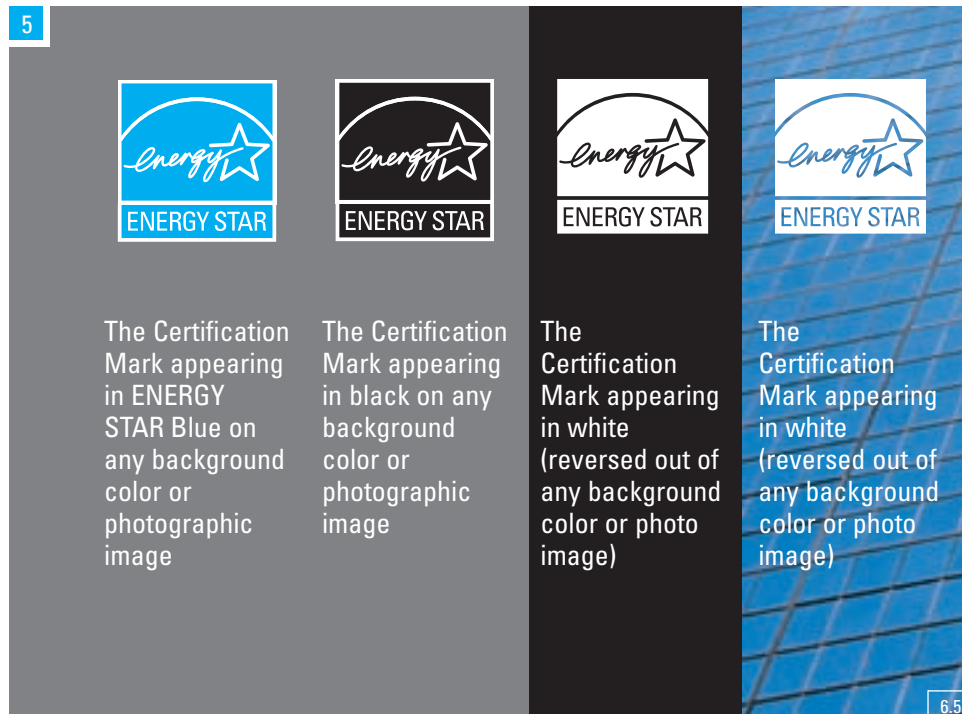 5
energy
ENERGY STAR
energy
ENERGY STAR
energy
ENERGY STAR
energy
ENERGY STAR
The Certification
Mark appearing
in ENERGY
STAR Blue on
any background
color or
photographic
image
The Certification
Mark appearing
in black on any
background
color or
photographic
image
The
Certification
Mark appearing
in white
(reversed out of
any background
color or photo
image)
The
Certification
Mark appearing
in white
(reversed out of
any background
color or photo
image)
6.5